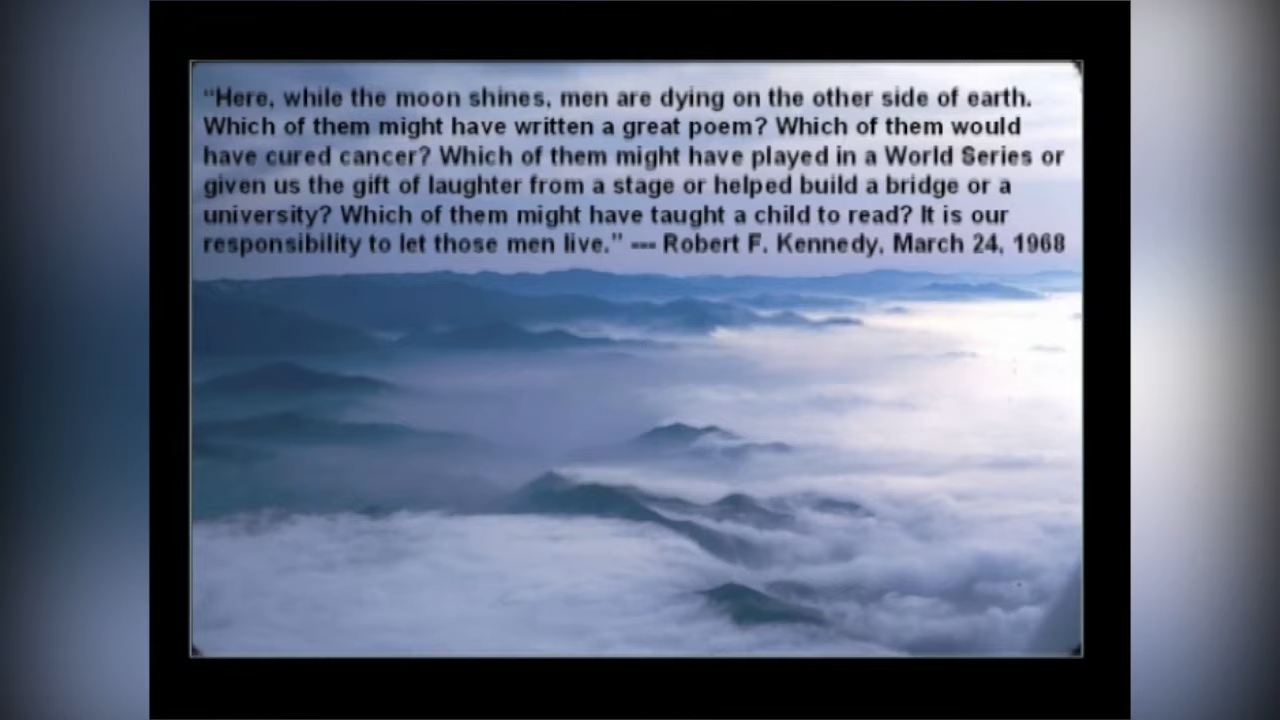 “Here, while the moon shines, men are dying on the other side of earth.
Which of them might have written a great poem? Which of them would
have cured cancer? Which of them might have played in a World Series or
given us the gift of laughter from a stage or helped build a bridge or a
university? Which of them might have taught a child to read? It is our
responsibility to let those men live.” --- Robert F. Kennedy, March 24, 1968